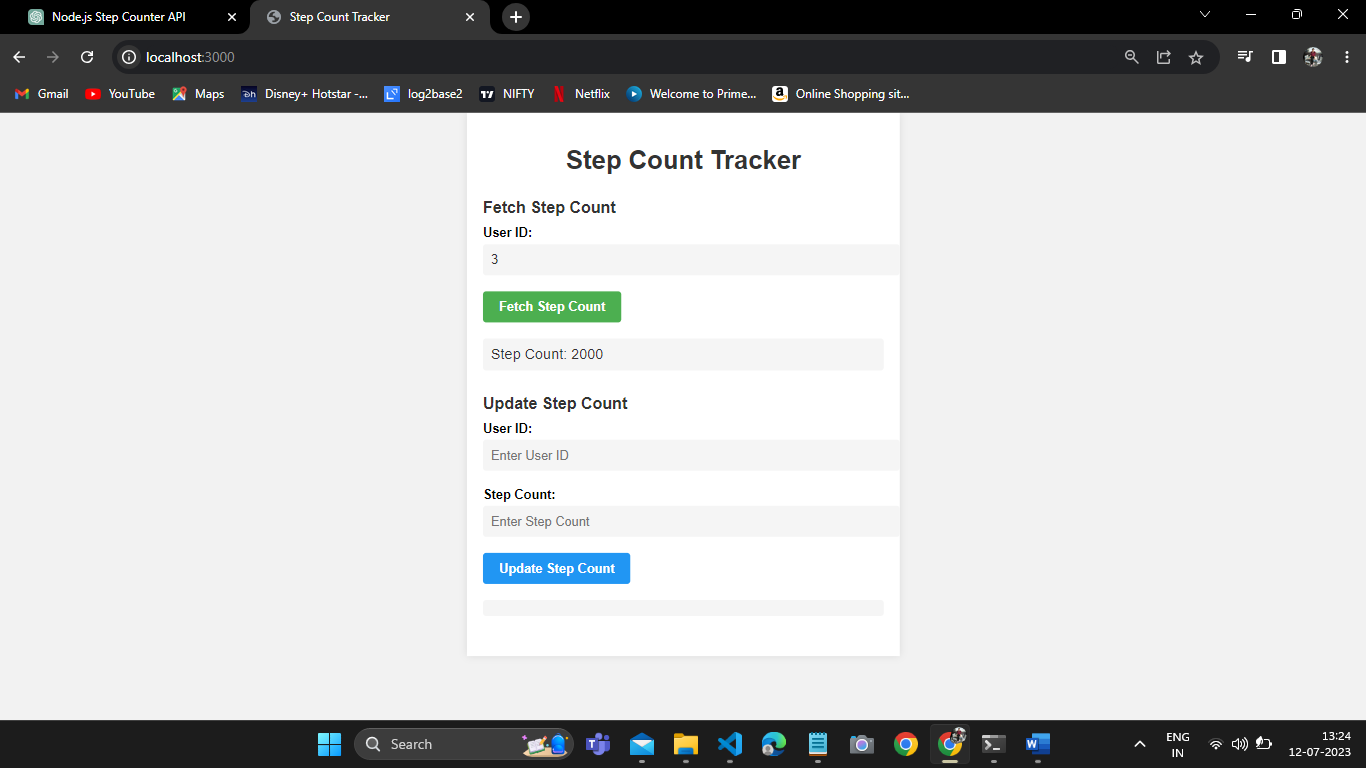 Node.js Step Counter API
Step Count Tracker
localhost:3000
Gmail
YouTube
Maps
Disney+ Hotstar -...
log2base2
NIFTY
Netflix
Welcome to Prime...
Online Shopping sit...
Step Count Tracker
Fetch Step Count
User ID:
3
Fetch Step Count
Step Count: 2000
Update Step Count
User ID:
Enter User ID
Step Count:
Enter Step Count
Update Step Count
Search
ENG
IN
13:24
12-07-2023